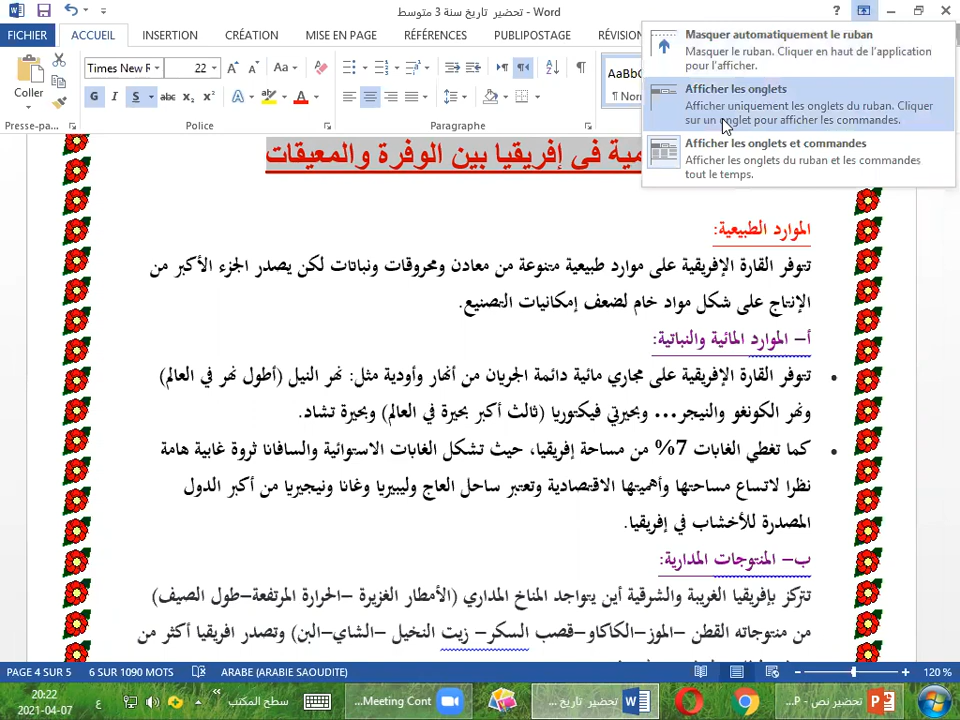 تحضير تاريخ سنة 3 متوسط - Word
FICHIER ACCUEIL INSERTION CRÉATION MISE EN PAGE RÉFÉRENCES PUBLIPOSTAGE RÉVISION
Masquer automatiquement le ruban
Masquer le ruban. Cliquer en haut de l'application
pour l'afficher.
Afficher les onglets
Afficher uniquement les onglets du ruban. Cliquer
sur un onglet pour afficher les commandes.
Afficher les onglets et commandes
Afficher les onglets du ruban et les commandes
tout le temps.
Times New R 22
Coller
G I S abc x₂ x²
AaBb
¶ Norn
Presse-pa... Police Paragraphe
في إفريقيا بين الوفرة والمعيقات
الموارد الطبيعية:
تتوفر القارة الإفريقية على موارد طبيعية متنوعة من معادن ومحروقات ونباتات لكن يصدر الجزء الأكبر من
الإنتاج على شكل مواد خام لضعف إمكانيات التصنيع.
أ– الموارد المائية والنباتية:
• تتوفر القارة الإفريقية على مجاري مائية دائمة الجريان من أنهار وأودية مثل: نهر النيل (أطول نهر في العالم)
ونهر الكونغو والنيجر... وبحيرتي فيكتوريا (ثالث أكبر بحيرة في العالم) وبحيرة تشاد.
• كما تغطي الغابات 7% من مساحة إفريقيا، حيث تشكل الغابات الاستوائية والسافانا ثروة غابية هامة
نظرا لاتساع مساحتها وأهميتها الاقتصادية وتعتبر ساحل العاج وليبيريا وغانا ونيجيريا من أكبر الدول
المصدرة للأخشاب في إفريقيا.
ب– المنتوجات المدارية:
تتركز بإفريقيا الغربية والشرقية أين يتواجد المناخ المداري (الأمطار الغزيرة –الحرارة المرتفعة–طول الصيف)
من منتوجاته القطن –الموز–الكاكاو–قصب السكر– زيت النخيل –الشاي–البن) وتصدر افريقيا أكثر من
PAGE 4 SUR 5 6 SUR 1090 MOTS ARABE (ARABIE SAOUDITE) 120 %
20:22
2021-04-07
ع
سطح المكتب
Meeting Cont...
تحضير تاريخ ...
تحضير نص - P...